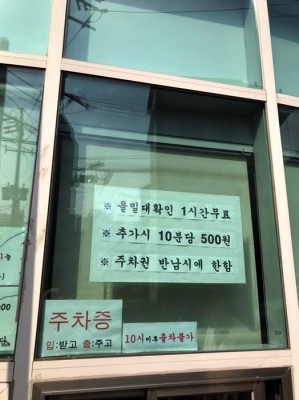 ※ 을밀대확인 1시간무료
※ 추가시 10분당 500원
※ 주차권 반납시에 한함
주차증
입:받고 출:주고
10시이후출차불가